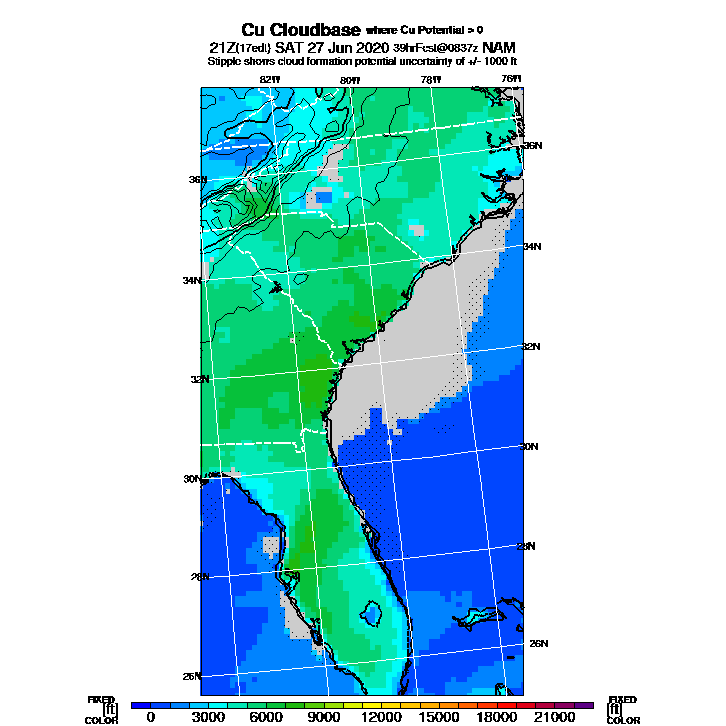 Cu Cloudbase where Cu Potential > 0
21Z(17edt) SAT 27 Jun 2020 39hrFcst@0837z NAM
Stipple shows cloud formation potential uncertainty of +/- 1000 ft
82W 80W 78W 76W
36N
36N
34N
34N
32N
32N
30N
30N
28N
28N
26N
26N
FIXED FIXED
[ft] [ft]
COLOR 0 3000 6000 9000 12000 15000 18000 21000 COLOR